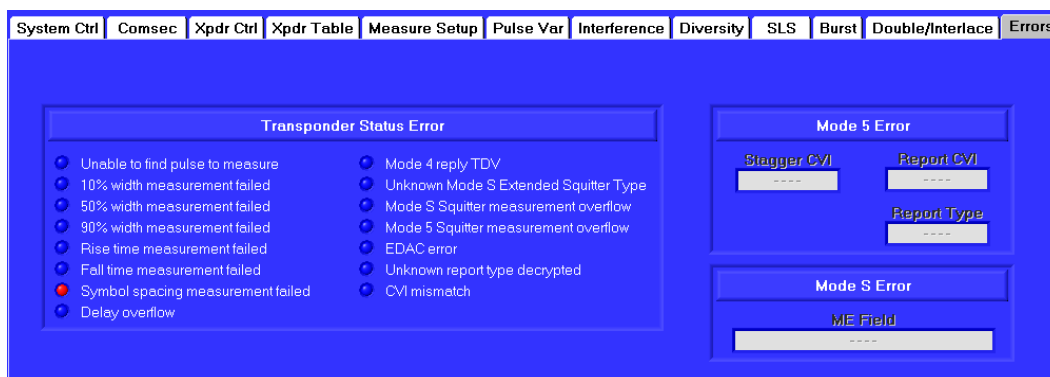 System Ctrl Comsec Xpdr Ctrl Xpdr Table Measure Setup Pulse Var Interference Diversity SLS Burst Double/Interlace Errors
Transponder Status Error
Unable to find pulse to measure
10% width measurement failed
50% width measurement failed
90% width measurement failed
Rise time measurement failed
Fall time measurement failed
Symbol spacing measurement failed
Delay overflow
Mode 4 reply TDV
Unknown Mode S Extended Squitter Type
Mode S Squitter measurement overflow
Mode 5 Squitter measurement overflow
EDAC error
Unknown report type decrypted
CVI mismatch
Mode 5 Error
Stagger CVI
----
Report CVI
----
Report Type
----
Mode S Error
ME Field
----